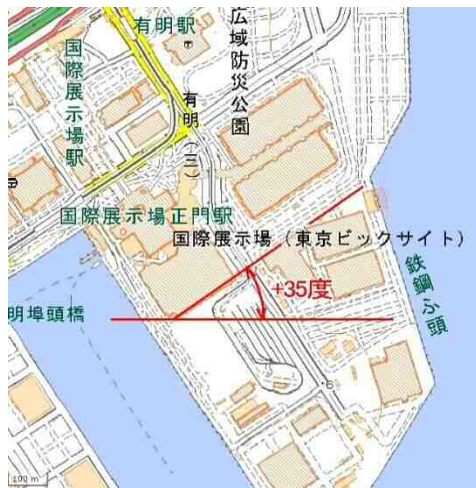 有明駅
国際展示場駅
広域防災公園
有明（三）
国際展示場正門駅
国際展示場（東京ビックサイト）
+35度
鉄鋼ふ頭
明埠頭橋
6
100 m